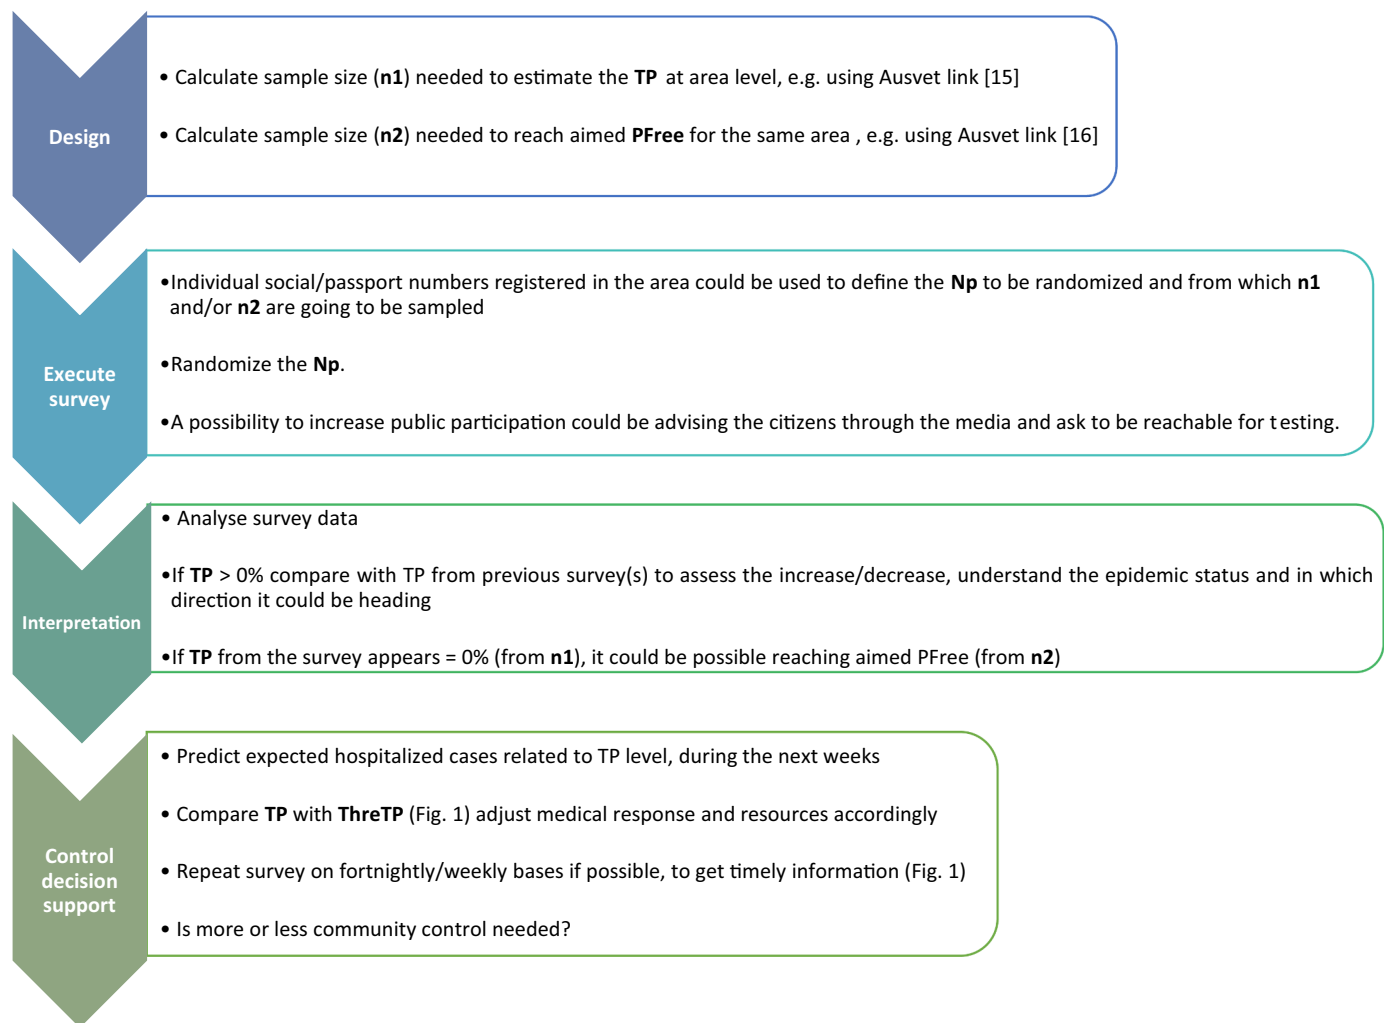 Design
• Calculate sample size (n1) needed to estimate the TP at area level, e.g. using Ausvet link [15]
• Calculate sample size (n2) needed to reach aimed PFree for the same area , e.g. using Ausvet link [16]
Execute
survey
•Individual social/passport numbers registered in the area could be used to define the Np to be randomized and from which n1
and/or n2 are going to be sampled
•Randomize the Np.
•A possibility to increase public participation could be advising the citizens through the media and ask to be reachable for testing.
Interpretation
• Analyse survey data
•If TP > 0% compare with TP from previous survey(s) to assess the increase/decrease, understand the epidemic status and in which
direction it could be heading
•If TP from the survey appears = 0% (from n1), it could be possible reaching aimed PFree (from n2)
Control
decision
support
• Predict expected hospitalized cases related to TP level, during the next weeks
• Compare TP with ThreTP (Fig. 1) adjust medical response and resources accordingly
• Repeat survey on fortnightly/weekly bases if possible, to get timely information (Fig. 1)
• Is more or less community control needed?